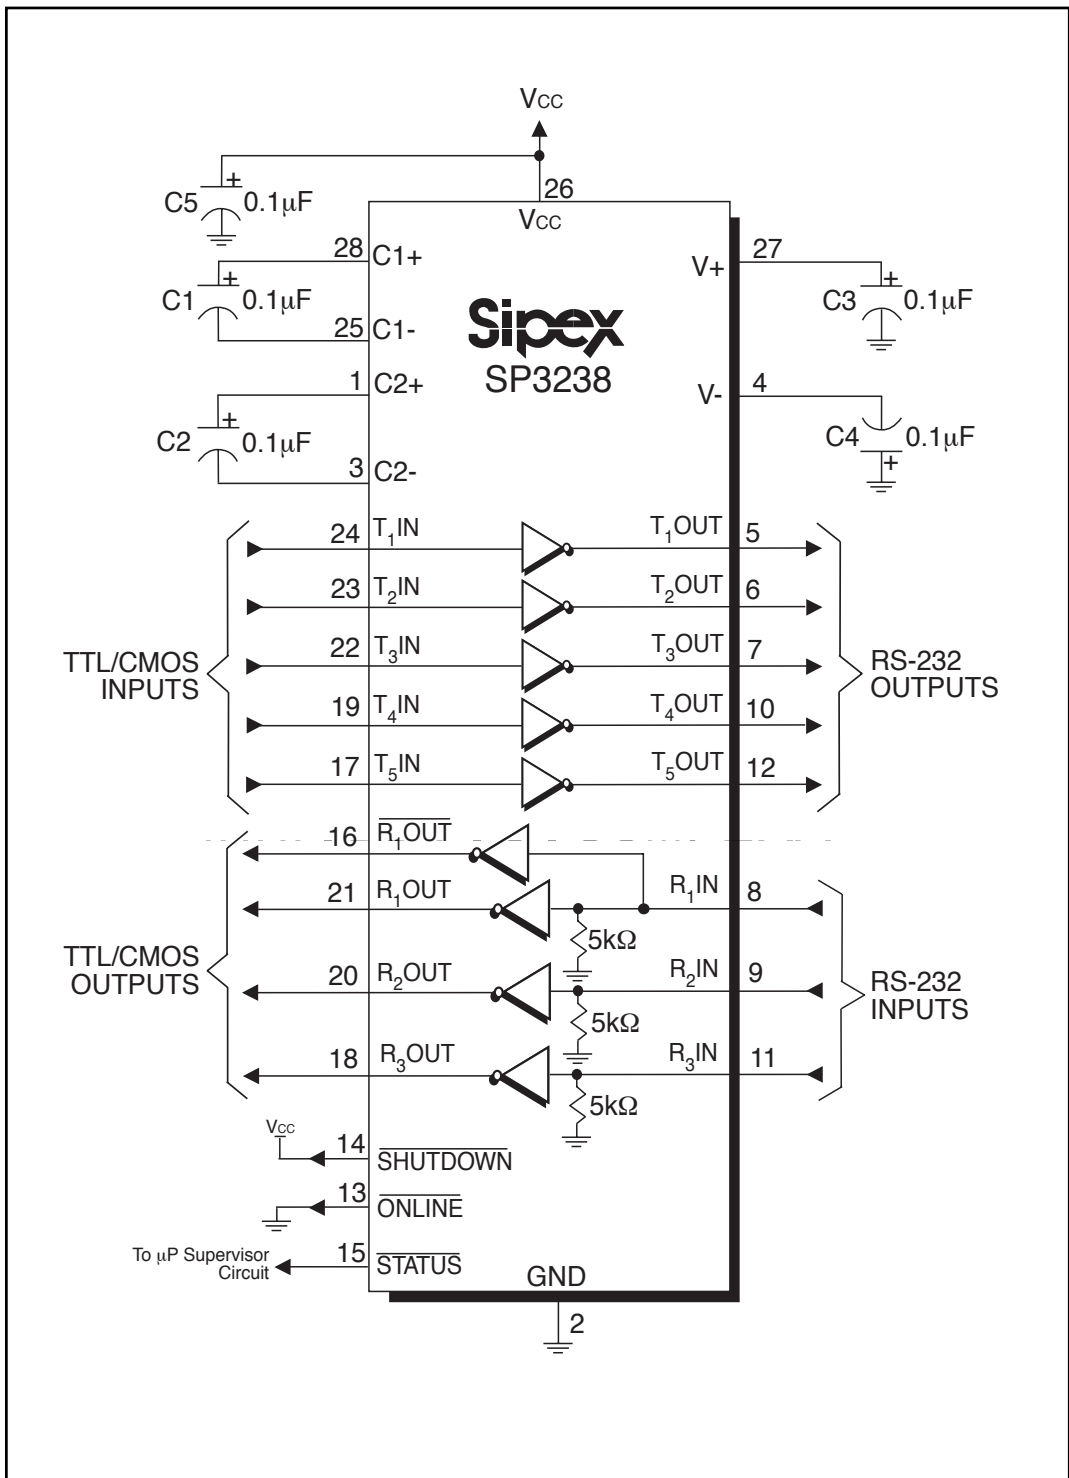 VCC
26
VCC
C5
+
0.1μF
28
C1+
C1
+
0.1μF
25
C1-
1
C2+
C2
+
0.1μF
3
C2-
Sipex
SP3238
V+
27
C3
+
0.1μF
V-
4
C4
0.1μF
+
24
T1IN
T1OUT
5
23
T2IN
T2OUT
6
TTL/CMOS
INPUTS
22
T3IN
T3OUT
7
RS-232
OUTPUTS
19
T4IN
T4OUT
10
17
T5IN
T5OUT
12
16
R1OUT
21
R1OUT
R1IN
8
5kΩ
TTL/CMOS
OUTPUTS
20
R2OUT
R2IN
9
5kΩ
RS-232
INPUTS
18
R3OUT
R3IN
11
5kΩ
VCC
14
SHUTDOWN
13
ONLINE
To μP Supervisor
Circuit
15
STATUS
GND
2